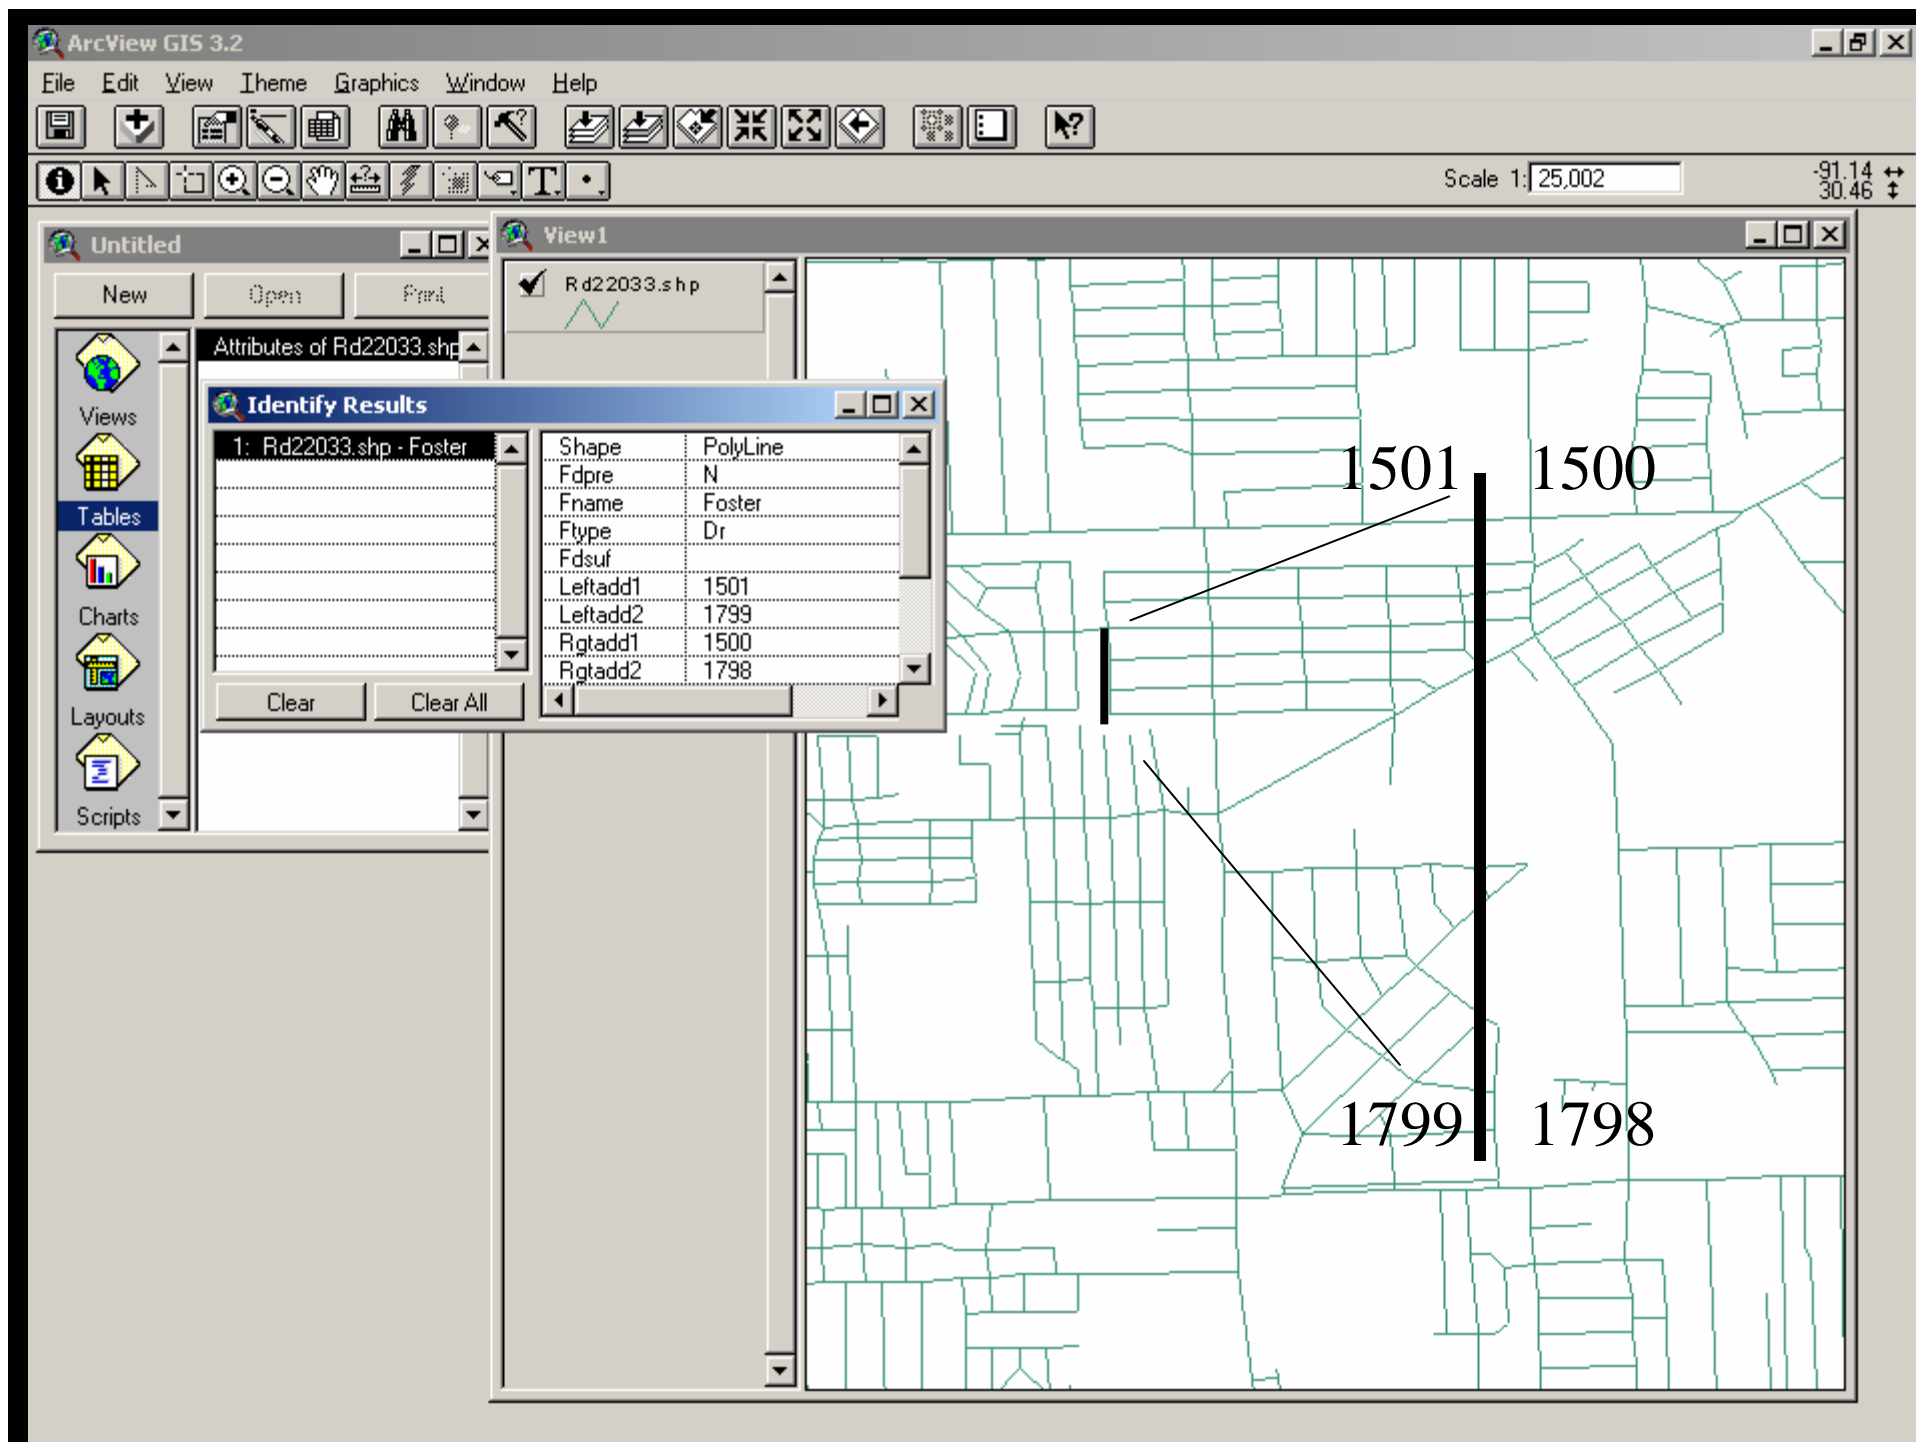 ArcView GIS 3.2
File Edit View Theme Graphics Window Help
Scale 1: 25,002
-91.14
30.46
Untitled
New Open Print
Attributes of Rd22033.shp
Views
Tables
Charts
Layouts
Scripts
View1
Rd22033.shp
Identify Results
1: Rd22033.shp - Foster
Shape PolyLine
Fdpre N
Fname Foster
Ftype Dr
Fdsuf
Leftadd1 1501
Leftadd2 1799
Rgtadd1 1500
Rgtadd2 1798
Clear Clear All
1501 1500
1799 1798